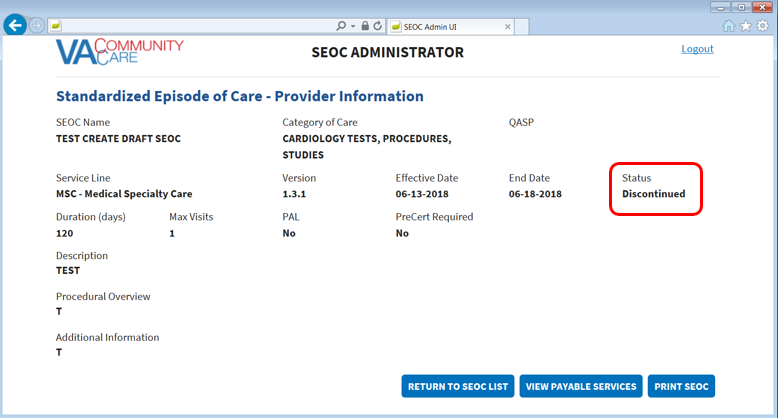 SEOC Admin UI
VA COMMUNITY
CARE
SEOC ADMINISTRATOR
Logout
Standardized Episode of Care - Provider Information
SEOC Name
Category of Care
QASP
TEST CREATE DRAFT SEOC
CARDIOLOGY TESTS, PROCEDURES,
STUDIES
Service Line
Version
Effective Date
End Date
Status
MSC - Medical Specialty Care
1.3.1
06-13-2018
06-18-2018
Discontinued
Duration (days)
Max Visits
PAL
PreCert Required
120
1
No
No
Description
TEST
Procedural Overview
T
Additional Information
T
RETURN TO SEOC LIST
VIEW PAYABLE SERVICES
PRINT SEOC